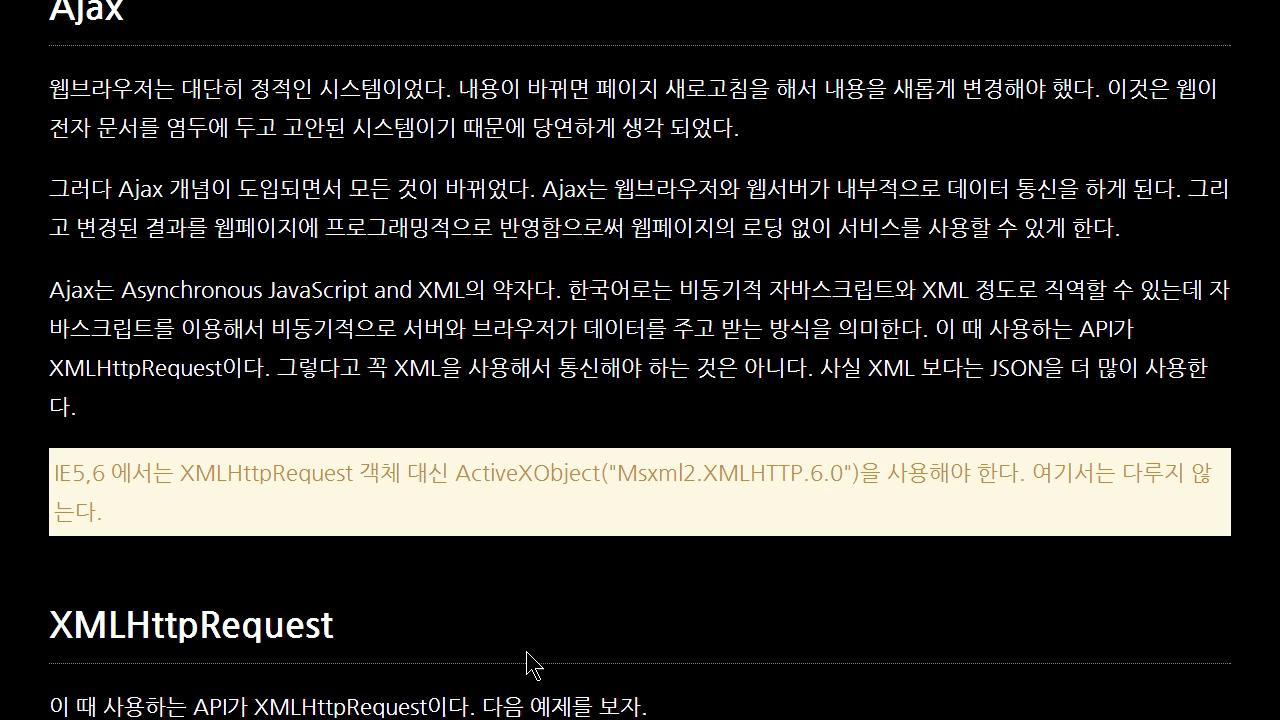 Ajax
웹브라우저는 대단히 정적인 시스템이었다. 내용이 바뀌면 페이지 새로고침을 해서 내용을 새롭게 변경해야 했다. 이것은 웹이
전자 문서를 염두에 두고 고안된 시스템이기 때문에 당연하게 생각 되었다.
그러다 Ajax 개념이 도입되면서 모든 것이 바뀌었다. Ajax는 웹브라우저와 웹서버가 내부적으로 데이터 통신을 하게 된다. 그리
고 변경된 결과를 웹페이지에 프로그래밍적으로 반영함으로써 웹페이지의 로딩 없이 서비스를 사용할 수 있게 한다.
Ajax는 Asynchronous JavaScript and XML의 약자다. 한국어로는 비동기적 자바스크립트와 XML 정도로 직역할 수 있는데 자
바스크립트를 이용해서 비동기적으로 서버와 브라우저가 데이터를 주고 받는 방식을 의미한다. 이 때 사용하는 API가
XMLHttpRequest이다. 그렇다고 꼭 XML을 사용해서 통신해야 하는 것은 아니다. 사실 XML 보다는 JSON을 더 많이 사용한
다.
IE5,6 에서는 XMLHttpRequest 객체 대신 ActiveXObject("Msxml2.XMLHTTP.6.0")을 사용해야 한다. 여기서는 다루지 않
는다.
XMLHttpRequest
이 때 사용하는 API가 XMLHttpRequest이다. 다음 예제를 보자.